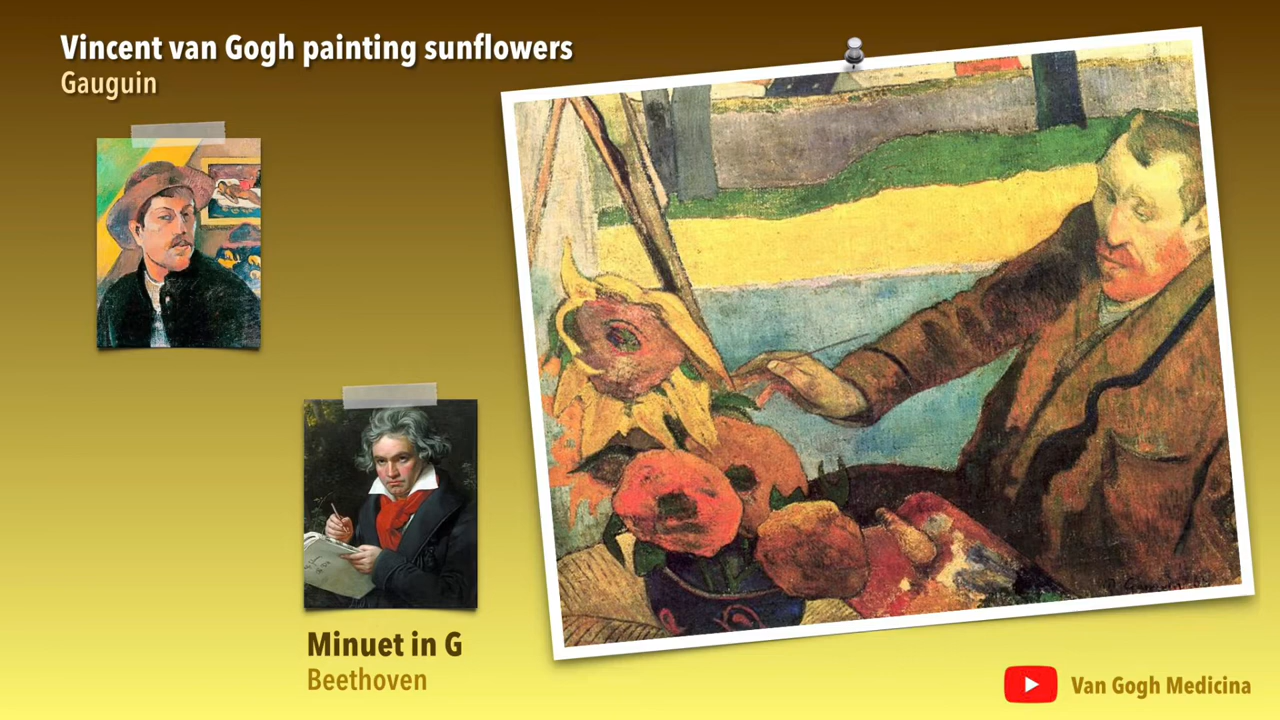 Vincent van Gogh painting sunflowers
Gauguin
Minuet in G
Beethoven
Van Gogh Medicina